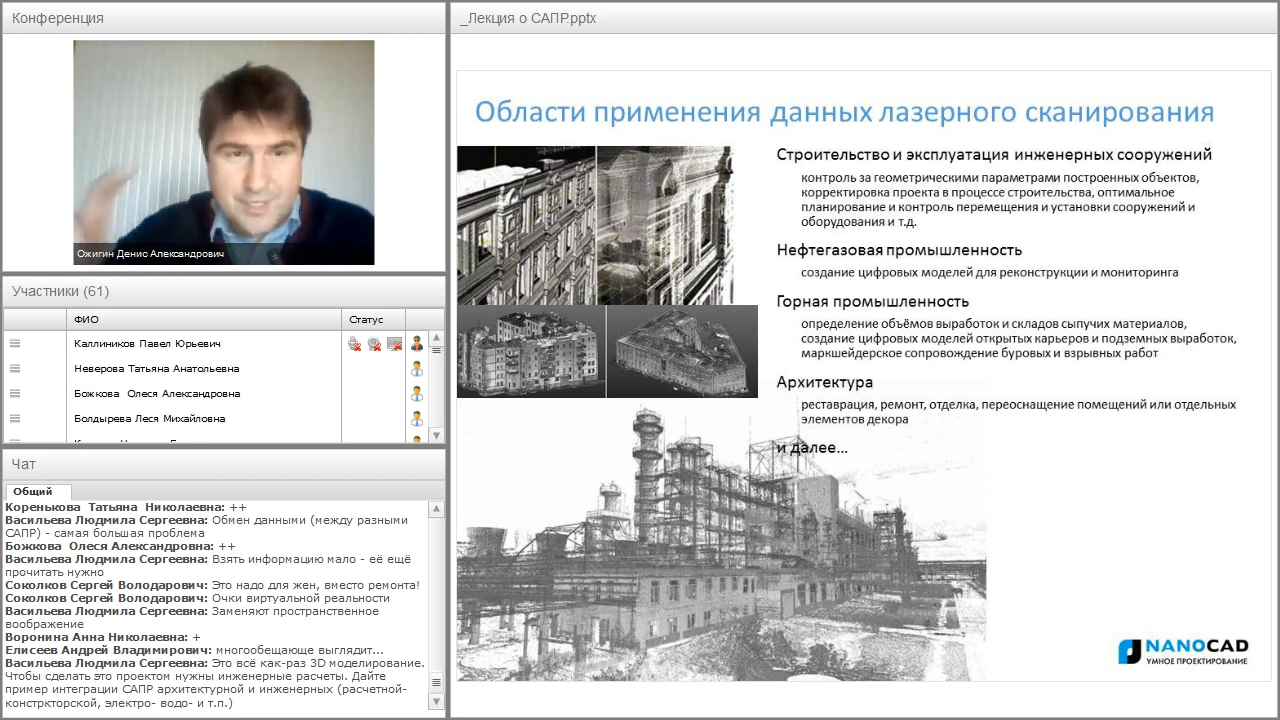 Конференция
Ожигин Денис Александрович
Участники (61)
ФИО
Статус
Каллиников Павел Юрьевич
Неверова Татьяна Анатольевна
Божкова Олеся Александровна
Болдырева Леся Михайловна
Чат
Общий
Коренькова Татьяна Николаевна: ++
Васильева Людмила Сергеевна: Обмен данными (между разными
САПР) - самая большая проблема
Божкова Олеся Александровна: ++
Васильева Людмила Сергеевна: Взять информацию мало - её ещё
прочитать нужно
Соколков Сергей Володарович: Это надо для жен, вместо ремонта!
Соколков Сергей Володарович: Очки виртуальной реальности
Васильева Людмила Сергеевна: Заменяют пространственное
воображение
Воронина Анна Николаевна: +
Елисеев Андрей Владимирович: многообещающе выглядит...
Васильева Людмила Сергеевна: Это всё как-раз 3D моделирование.
Чтобы сделать это проектом нужны инженерные расчеты. Дайте
пример интеграции САПР архитектурной и инженерных (расчетной-
констркторской, электро- водо- и т.п.)
_Лекция о САПР.pptx
Области применения данных лазерного сканирования
Строительство и эксплуатация инженерных сооружений
контроль за геометрическими параметрами построенных объектов,
корректировка проекта в процессе строительства, оптимальное
планирование и контроль перемещения и установки сооружений и
оборудования и т.д.
Нефтегазовая промышленность
создание цифровых моделей для реконструкции и мониторинга
Горная промышленность
определение объёмов выработок и складов сыпучих материалов,
создание цифровых моделей открытых карьеров и подземных выработок,
маркшейдерское сопровождение буровых и взрывных работ
Архитектура
реставрация, ремонт, отделка, переоснащение помещений или отдельных
элементов декора
и далее...
NANOCAD
УМНОЕ ПРОЕКТИРОВАНИЕ